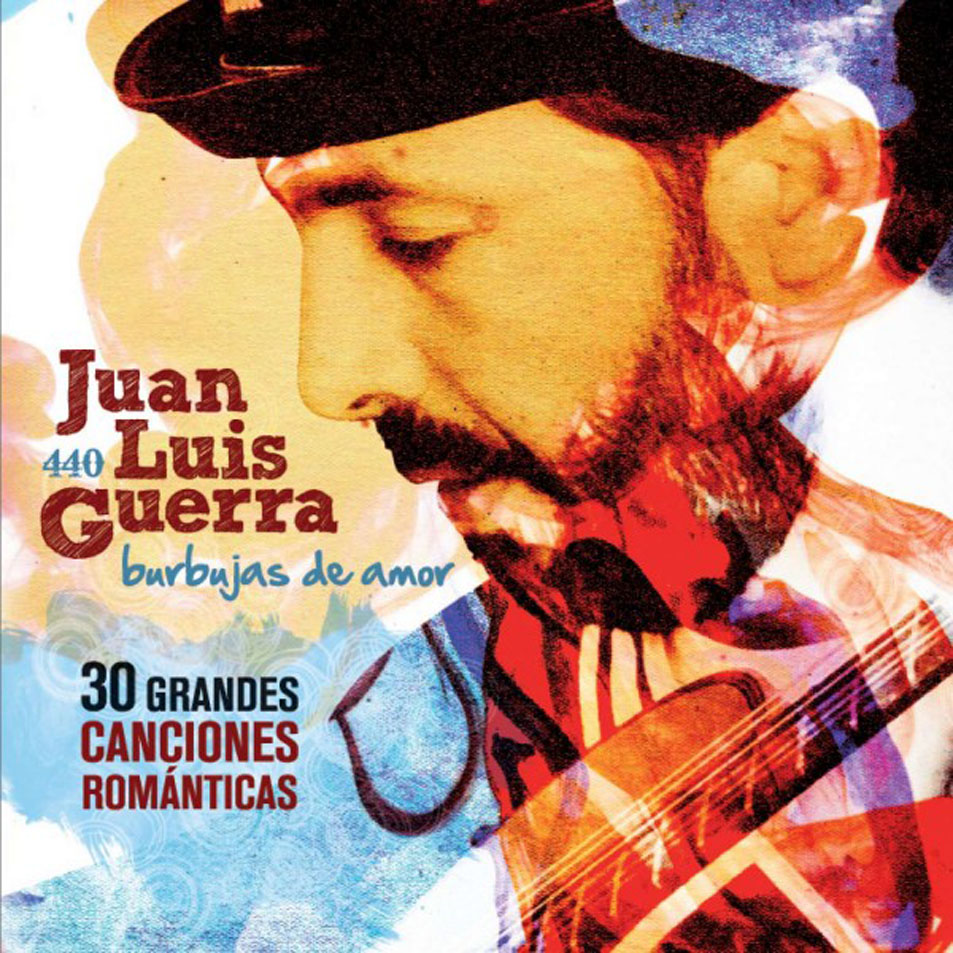 Juan
440 Luis
Guerra
burbujas de amor
30 GRANDES
CANCIONES
ROMÁNTICAS